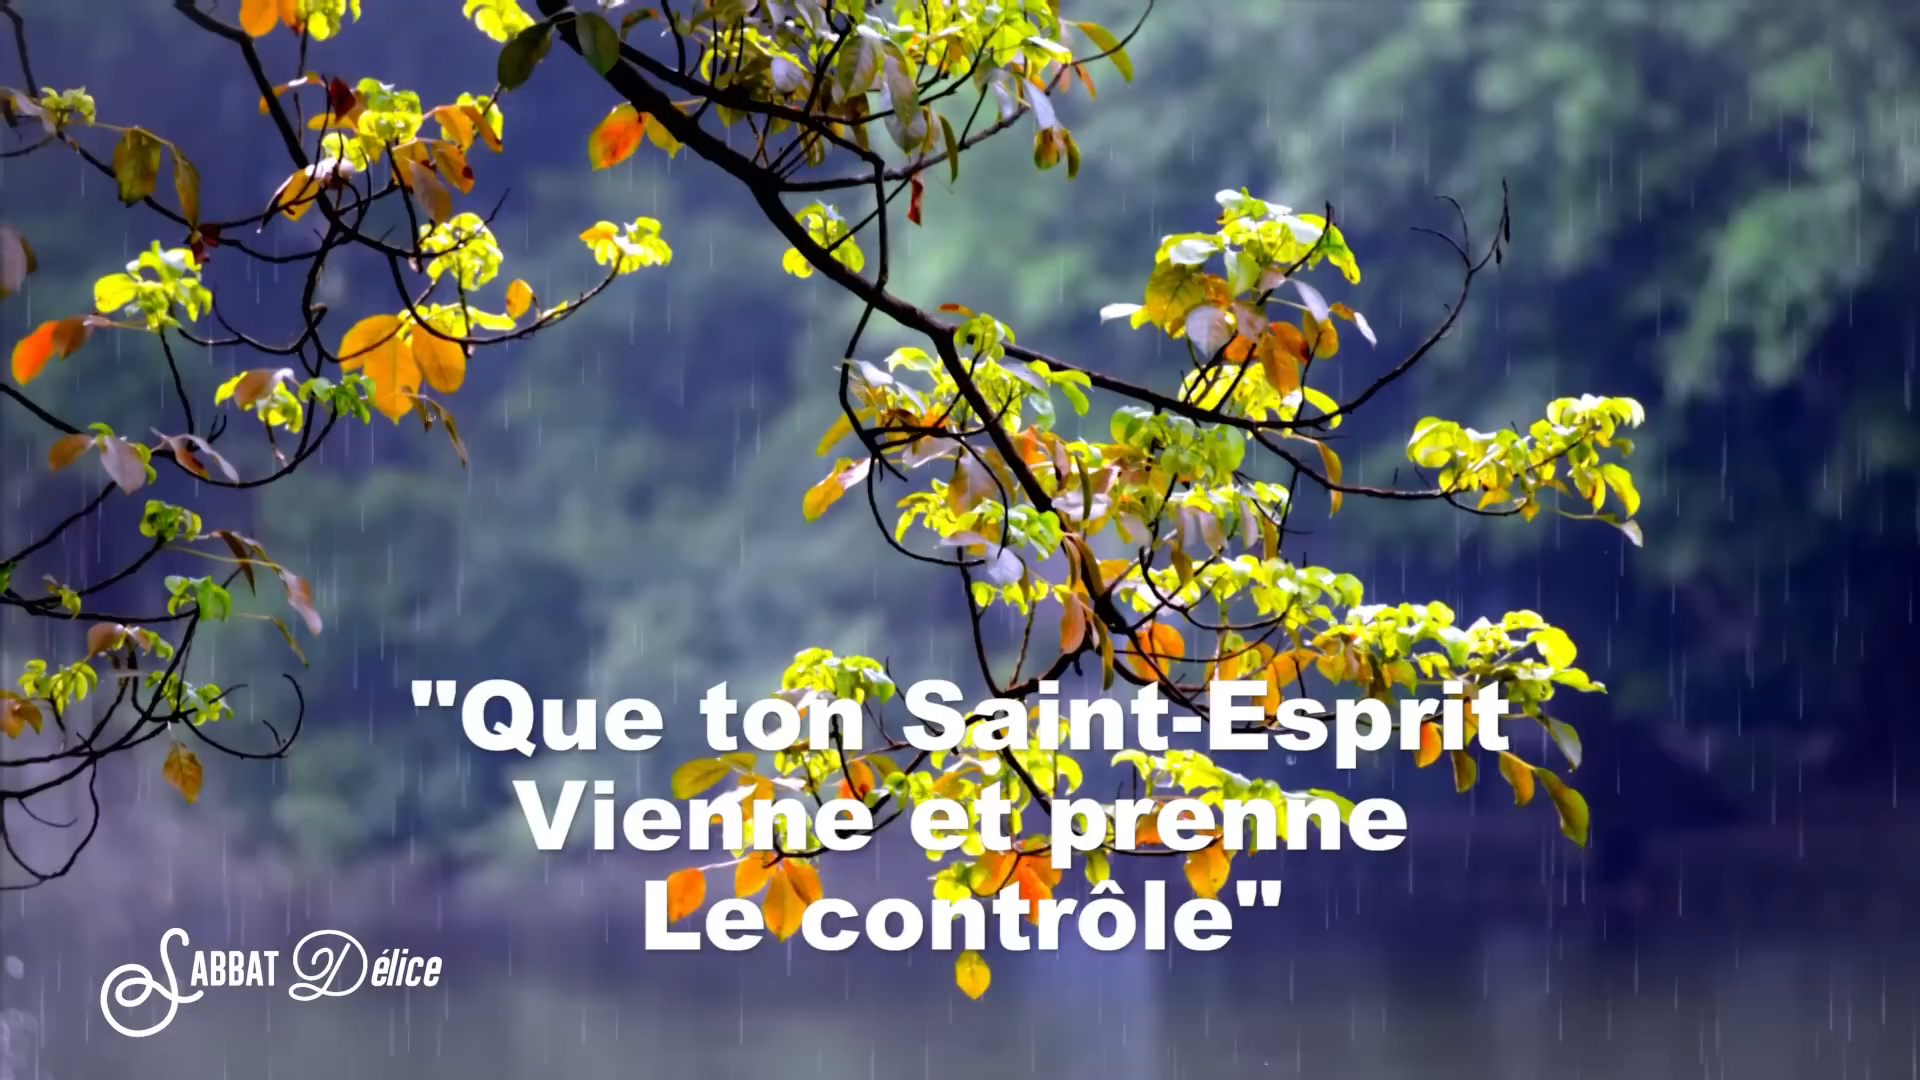 "Que ton Saint-Esprit
Vienne et prenne
Le contrôle"
SABBAT Délice